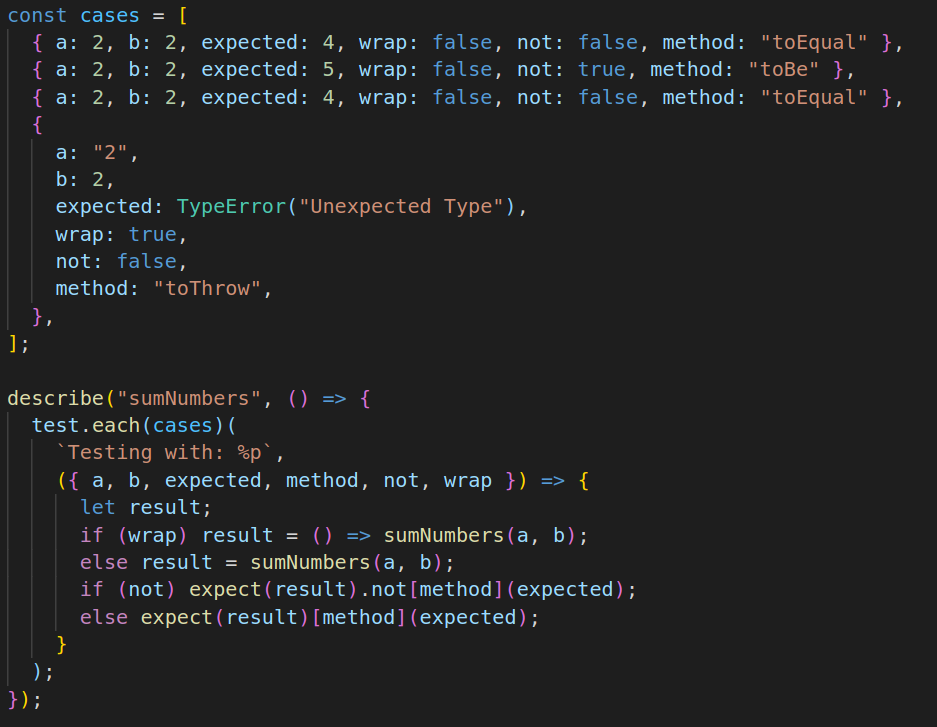 const cases = [
  { a: 2, b: 2, expected: 4, wrap: false, not: false, method: "toEqual" },
  { a: 2, b: 2, expected: 5, wrap: false, not: true, method: "toBe" },
  { a: 2, b: 2, expected: 4, wrap: false, not: false, method: "toEqual" },
  {
    a: "2",
    b: 2,
    expected: TypeError("Unexpected Type"),
    wrap: true,
    not: false,
    method: "toThrow",
  },
];

describe("sumNumbers", () => {
  test.each(cases)(
    `Testing with: %p`,
    ({ a, b, expected, method, not, wrap }) => {
      let result;
      if (wrap) result = () => sumNumbers(a, b);
      else result = sumNumbers(a, b);
      if (not) expect(result).not[method](expected);
      else expect(result)[method](expected);
    }
  );
});